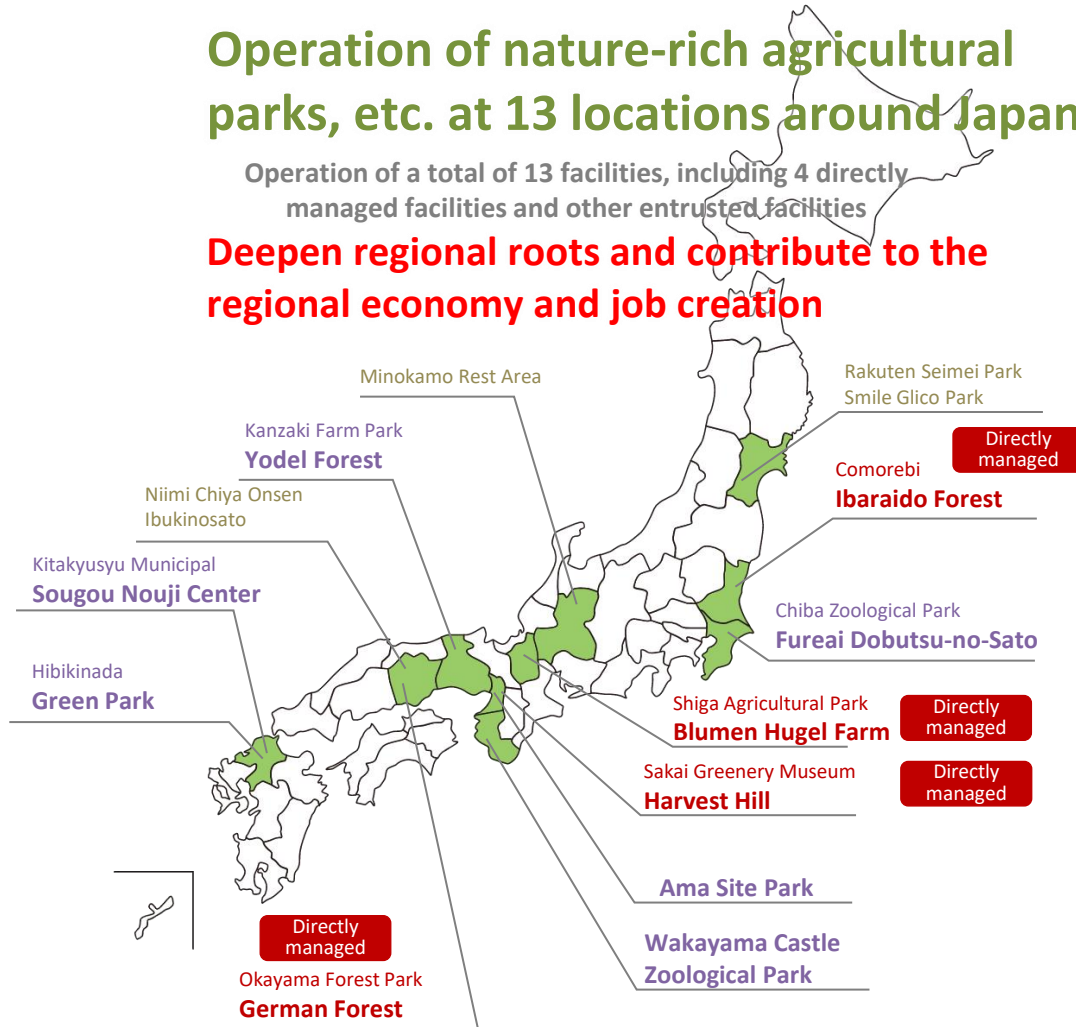 Operation of nature-rich agricultural
parks, etc. at 13 locations around Japan
Operation of a total of 13 facilities, including 4 directly
managed facilities and other entrusted facilities
Deepen regional roots and contribute to the
regional economy and job creation
Minokamo Rest Area
Rakuten Seimei Park
Smile Glico Park
Kanzaki Farm Park
Yodel Forest
Directly
managed
Comorebi
Ibaraido Forest
Niimi Chiya Onsen
Ibukinosato
Kitakyusyu Municipal
Sougou Nouji Center
Chiba Zoological Park
Fureai Dobutsu-no-Sato
Hibikinada
Green Park
Shiga Agricultural Park
Blumen Hugel Farm
Directly
managed
Sakai Greenery Museum
Harvest Hill
Directly
managed
Ama Site Park
Wakayama Castle
Zoological Park
Directly
managed
Okayama Forest Park
German Forest